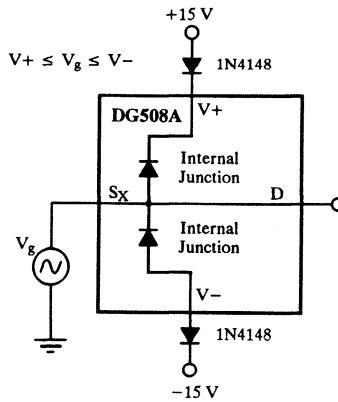 +15 V
V+ ≤ Vg ≤ V−
1N4148
V+
DG508A
Internal
Junction
SX
D
Internal
Junction
Vg
V−
1N4148
−15 V